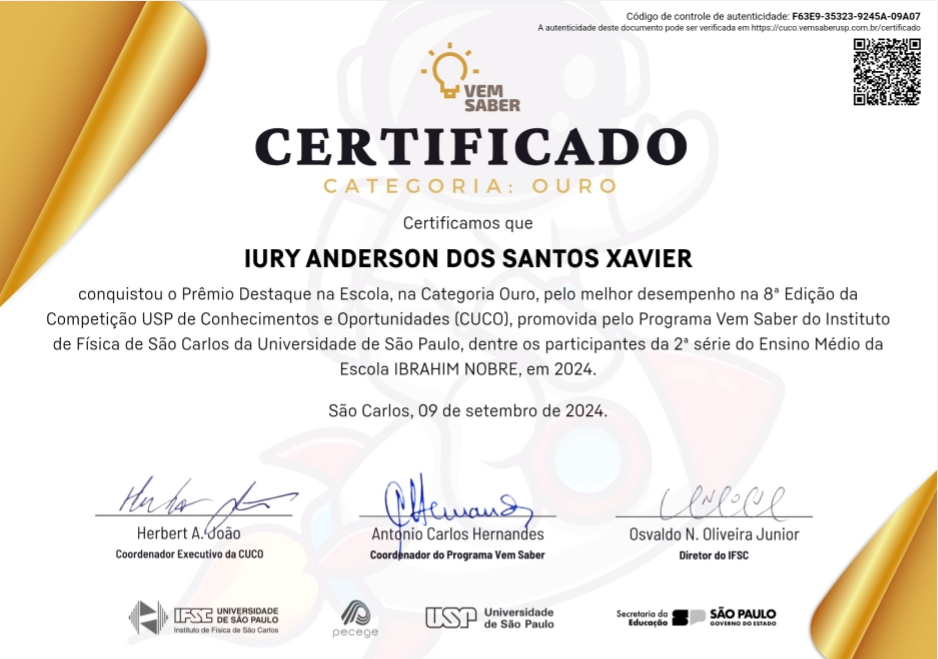 Código de controle de autenticidade: F63E9-35323-9245A-09A07
A autenticidade deste documento pode ser verificada em https://cuco.vemsaberusp.com.br/certificado
VEM
SABER
CERTIFICADO
CATEGORIA: OURO
Certificamos que
IURY ANDERSON DOS SANTOS XAVIER
conquistou o Prêmio Destaque na Escola, na Categoria Ouro, pelo melhor desempenho na 8ª Edição da
Competição USP de Conhecimentos e Oportunidades (CUCO), promovida pelo Programa Vem Saber do Instituto
de Física de São Carlos da Universidade de São Paulo, dentre os participantes da 2ª série do Ensino Médio da
Escola IBRAHIM NOBRE, em 2024.
São Carlos, 09 de setembro de 2024.
Herbert A. João
Coordenador Executivo da CUCO
Antonio Carlos Hernandes
Coordenador do Programa Vem Saber
Osvaldo N. Oliveira Junior
Diretor do IFSC
IFSC UNIVERSIDADE DE SÃO PAULO
Instituto de Física de São Carlos
pecege
USP Universidade de São Paulo
Secretaria da Educação
SÃO PAULO
GOVERNO DO ESTADO